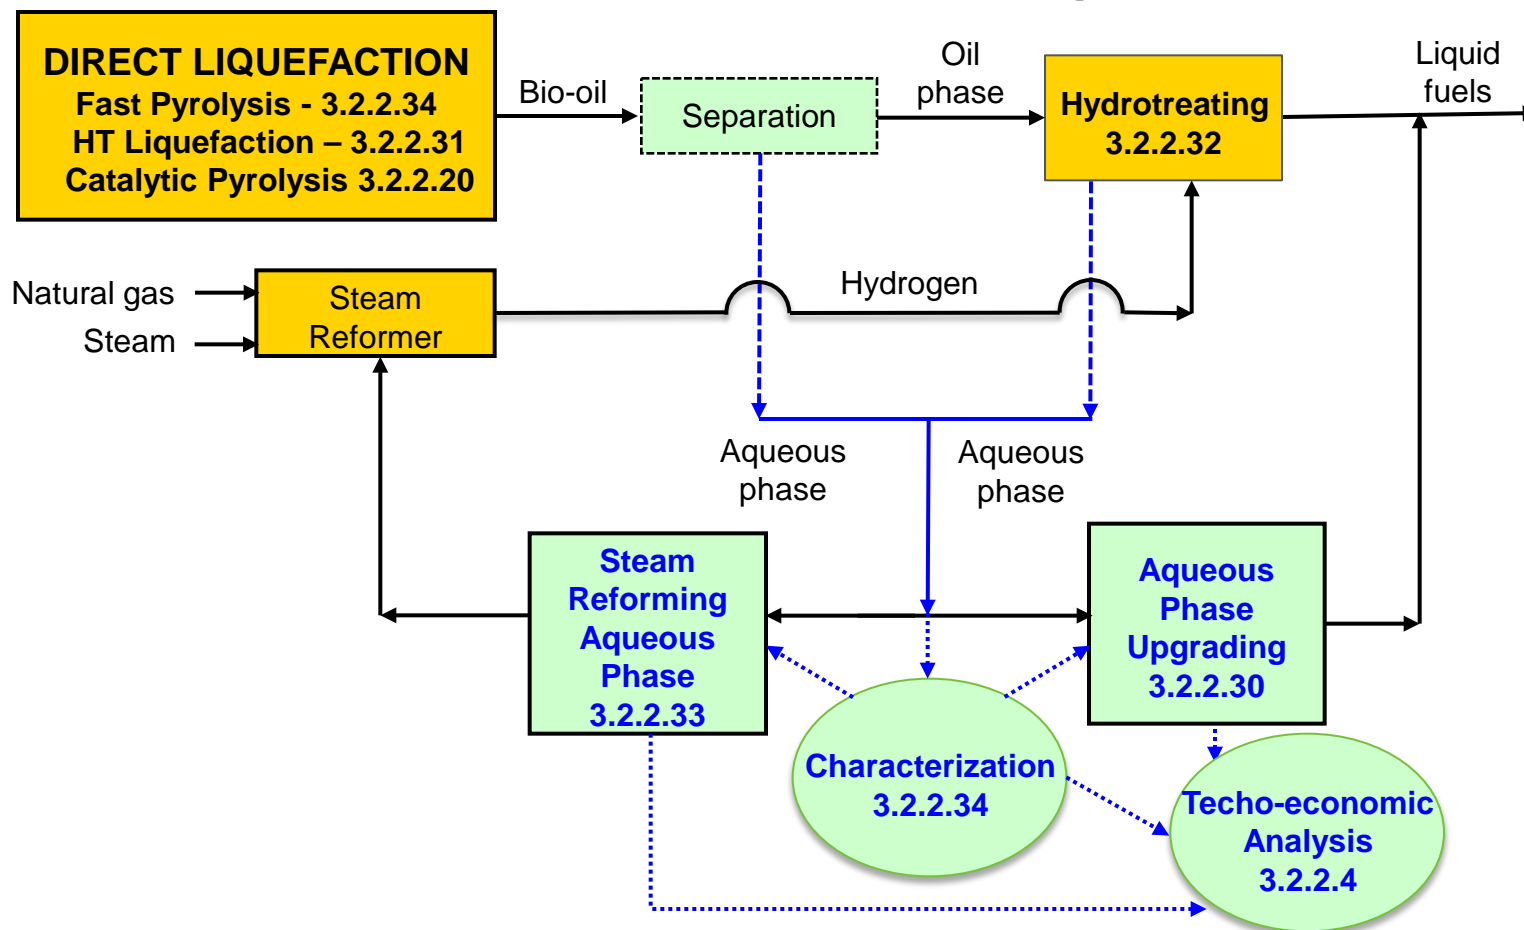 DIRECT LIQUEFACTION
Fast Pyrolysis - 3.2.2.34
HT Liquefaction – 3.2.2.31
Catalytic Pyrolysis 3.2.2.20
Bio-oil
Separation
Oil
phase
Hydrotreating
3.2.2.32
Liquid
fuels
Natural gas
Steam
Steam
Reformer
Hydrogen
Aqueous
phase
Aqueous
phase
Steam
Reforming
Aqueous
Phase
3.2.2.33
Aqueous
Phase
Upgrading
3.2.2.30
Characterization
3.2.2.34
Techo-economic
Analysis
3.2.2.4